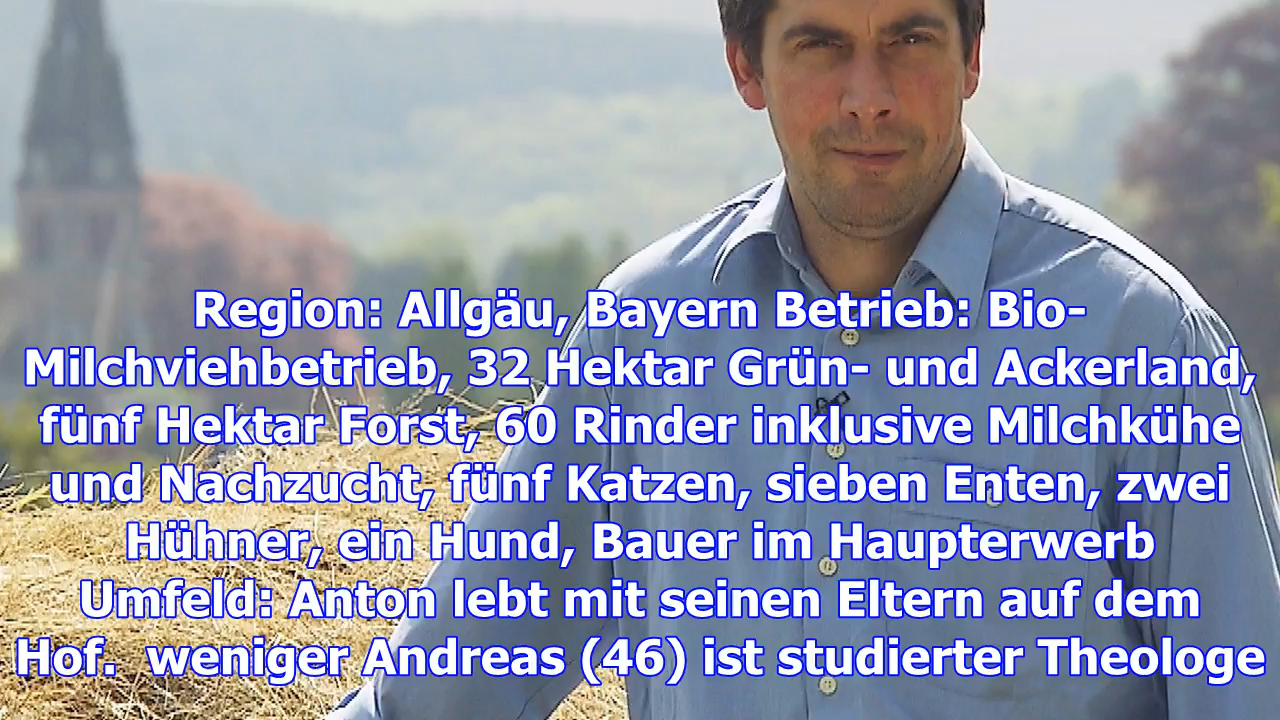 Region: Allgäu, Bayern Betrieb: Bio-
Milchviehbetrieb, 32 Hektar Grün- und Ackerland,
fünf Hektar Forst, 60 Rinder inklusive Milchkühe
und Nachzucht, fünf Katzen, sieben Enten, zwei
Hühner, ein Hund, Bauer im Haupterwerb
Umfeld: Anton lebt mit seinen Eltern auf dem
Hof.  weniger Andreas (46) ist studierter Theologe